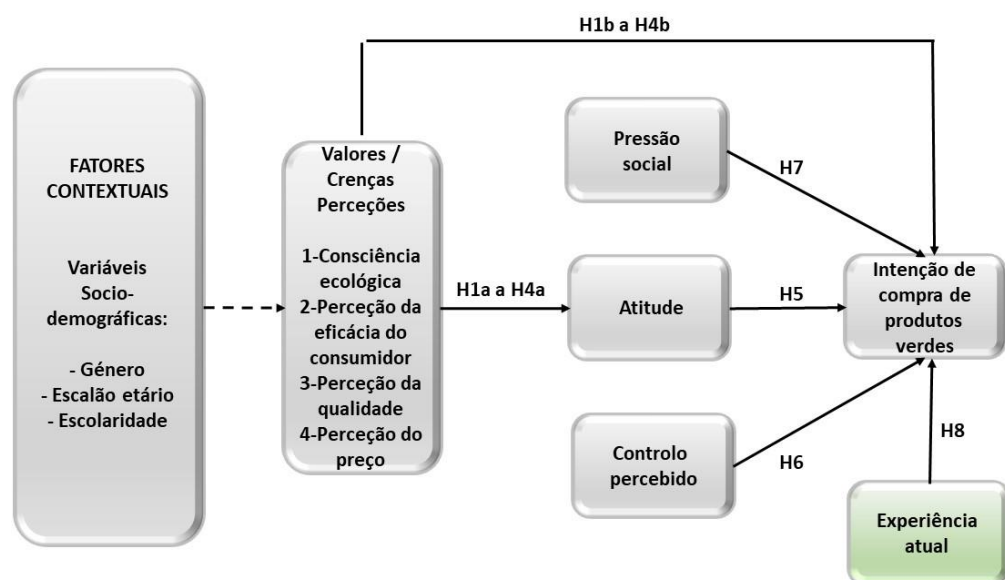 H1b a H4b
FATORES
CONTEXTUAIS
Variáveis
Socio-
demográficas:
- Género
- Escalão etário
- Escolaridade
Valores /
Crenças
Perceções
1-Consciência
ecológica
2-Perceção da
eficácia do
consumidor
3-Perceção da
qualidade
4-Perceção do
preço
H1a a H4a
Pressão
social
H7
Atitude
H5
Controlo
percebido
H6
Intenção de
compra de
produtos
verdes
H8
Experiência
atual